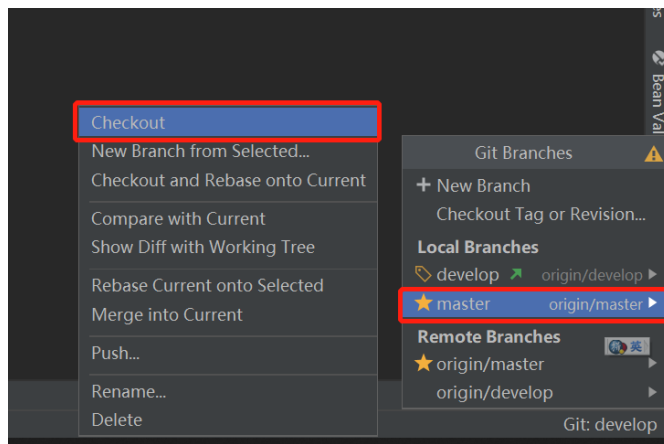 Checkout
New Branch from Selected...
Checkout and Rebase onto Current
Compare with Current
Show Diff with Working Tree
Rebase Current onto Selected
Merge into Current
Push...
Rename...
Delete
Git Branches
+ New Branch
Checkout Tag or Revision...
Local Branches
develop origin/develop
master origin/master
Remote Branches
英
origin/master
origin/develop
Git: develop
Bean Val